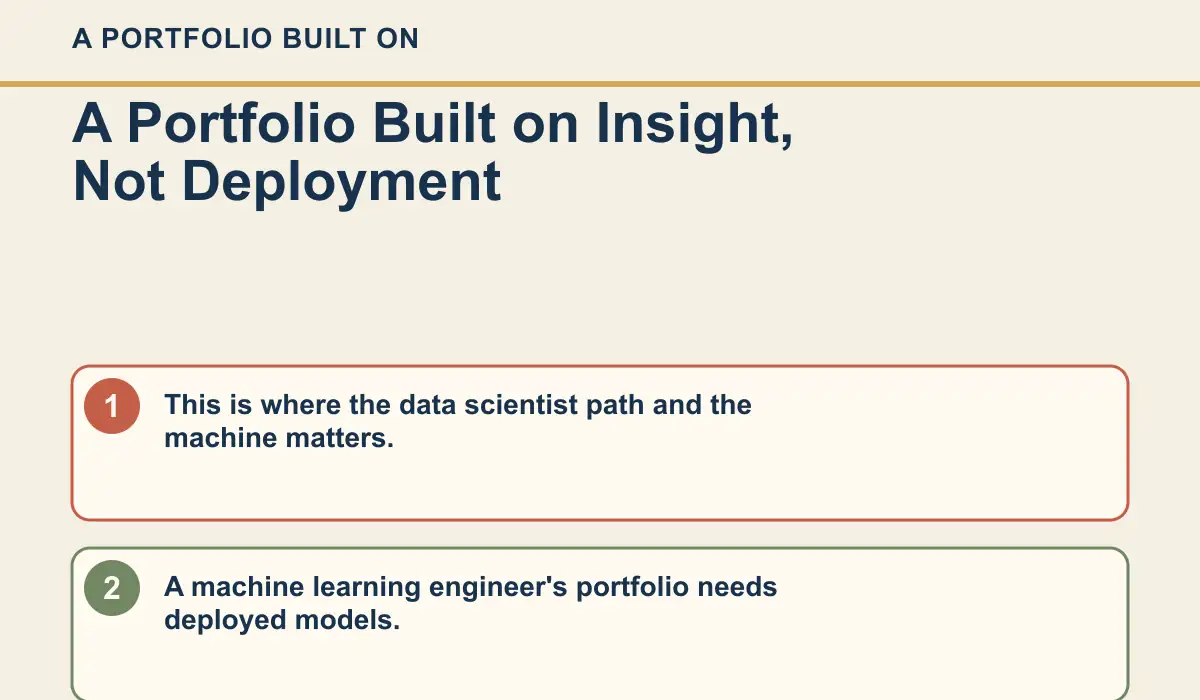 A PORTFOLIO BUILT ON
A Portfolio Built on Insight,
Not Deployment
1
This is where the data scientist path and the
machine matters.
2
A machine learning engineer's portfolio needs
deployed models.